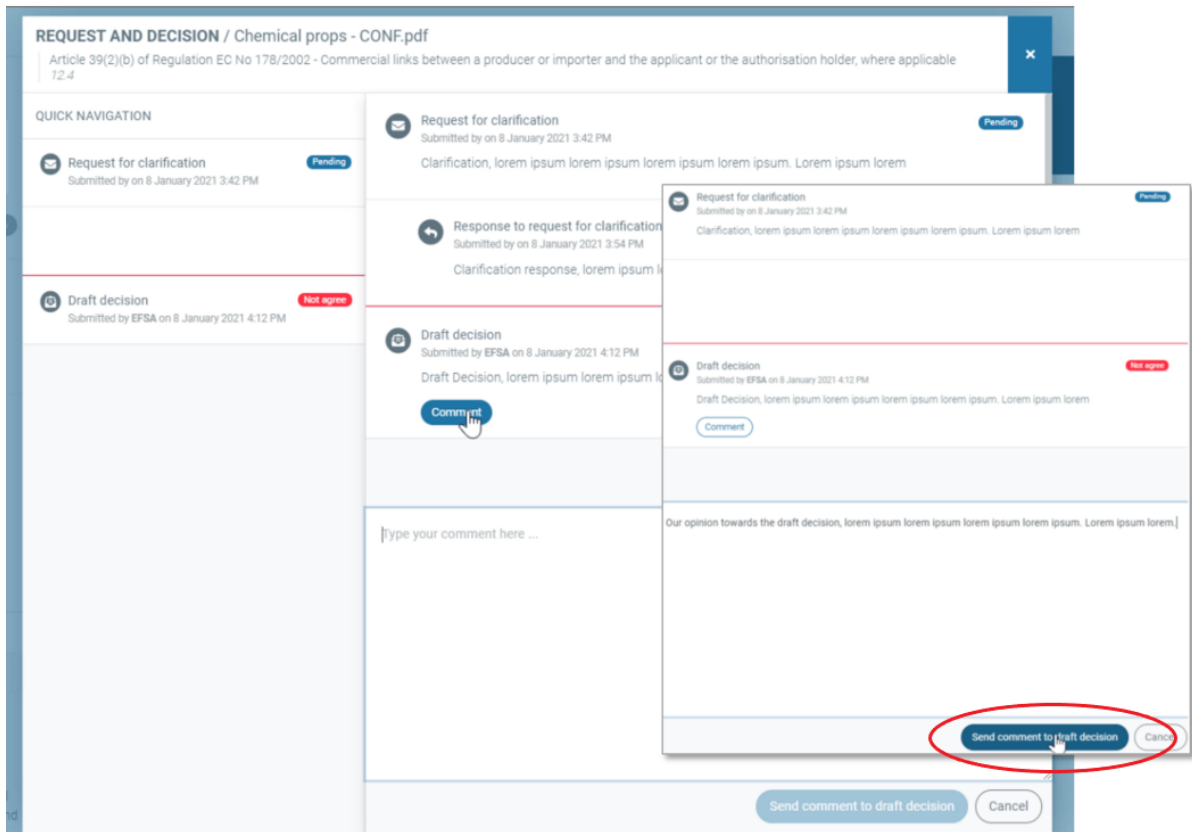 REQUEST AND DECISION / Chemical props - CONF.pdf
Article 39(2)(b) of Regulation EC No 178/2002 - Commercial links between a producer or importer and the applicant or the authorisation holder, where applicable
12.4
×
QUICK NAVIGATION
Request for clarification
Pending
Submitted by on 8 January 2021 3:42 PM
Draft decision
Not agree
Submitted by EFSA on 8 January 2021 4:12 PM
Request for clarification
Pending
Submitted by on 8 January 2021 3:42 PM
Clarification, lorem ipsum lorem ipsum lorem ipsum lorem ipsum. Lorem ipsum lorem
Response to request for clarification
Submitted by on 8 January 2021 3:54 PM
Clarification response, lorem ipsum
Draft decision
Submitted by EFSA on 8 January 2021 4:12 PM
Draft Decision, lorem ipsum lorem ipsum
Comment
Type your comment here ...
Send comment to draft decision
Cancel
Request for clarification
Pending
Submitted by on 8 January 2021 3:42 PM
Clarification, lorem ipsum lorem ipsum lorem ipsum lorem ipsum. Lorem ipsum lorem
Draft decision
Not agree
Submitted by EFSA on 8 January 2021 4:12 PM
Draft Decision, lorem ipsum lorem ipsum lorem ipsum lorem ipsum. Lorem ipsum lorem
Comment
Our opinion towards the draft decision, lorem ipsum lorem ipsum lorem ipsum lorem ipsum. Lorem ipsum lorem.
Send comment to draft decision
Cancel